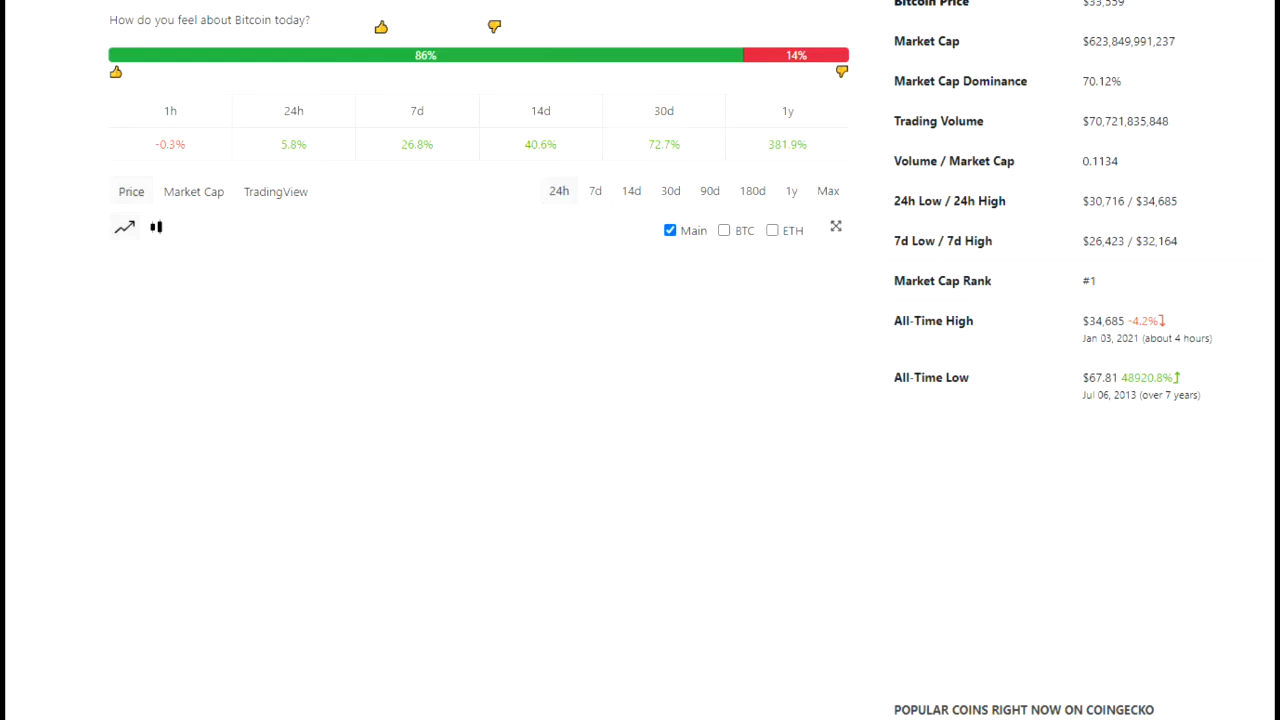 How do you feel about Bitcoin today?
86% 14%
1h 24h 7d 14d 30d 1y
-0.3% 5.8% 26.8% 40.6% 72.7% 381.9%
Price Market Cap TradingView 24h 7d 14d 30d 90d 180d 1y Max
Main BTC ETH
Bitcoin Price $33,559
Market Cap $623,849,991,237
Market Cap Dominance 70.12%
Trading Volume $70,721,835,848
Volume / Market Cap 0.1134
24h Low / 24h High $30,716 / $34,685
7d Low / 7d High $26,423 / $32,164
Market Cap Rank #1
All-Time High $34,685 -4.2%
Jan 03, 2021 (about 4 hours)
All-Time Low $67.81 48920.8%
Jul 06, 2013 (over 7 years)
POPULAR COINS RIGHT NOW ON COINGECKO